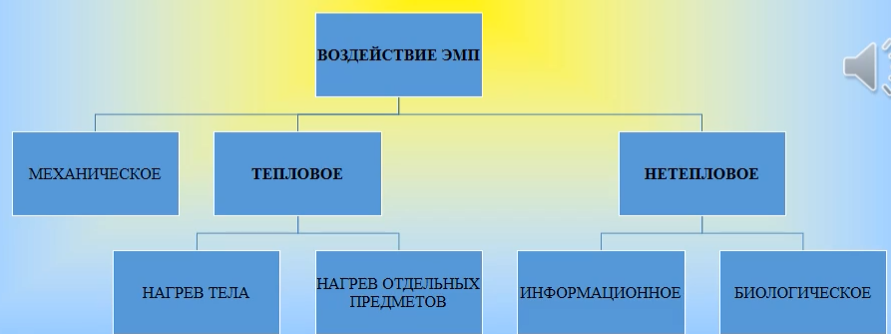 ВОЗДЕЙСТВИЕ ЭМП
МЕХАНИЧЕСКОЕ
ТЕПЛОВОЕ
НЕТЕПЛОВОЕ
НАГРЕВ ТЕЛА
НАГРЕВ ОТДЕЛЬНЫХ
ПРЕДМЕТОВ
ИНФОРМАЦИОННОЕ
БИОЛОГИЧЕСКОЕ